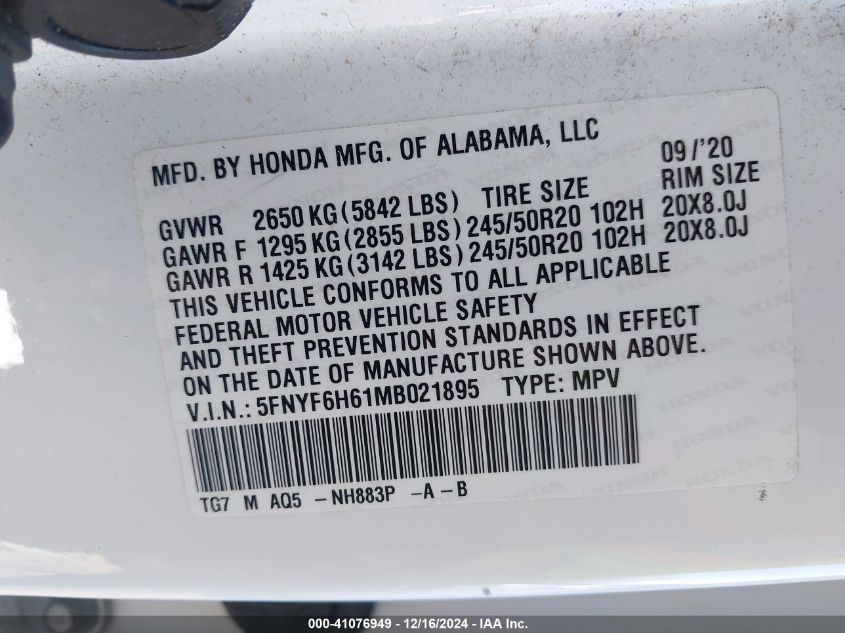 MFD. BY HONDA MFG. OF ALABAMA, LLC 09/'20
GVWR 2650 KG (5842 LBS) TIRE SIZE RIM SIZE
GAWR F 1295 KG (2855 LBS) 245/50R20 102H 20X8.0J
GAWR R 1425 KG (3142 LBS) 245/50R20 102H 20X8.0J
THIS VEHICLE CONFORMS TO ALL APPLICABLE
FEDERAL MOTOR VEHICLE SAFETY
AND THEFT PREVENTION STANDARDS IN EFFECT
ON THE DATE OF MANUFACTURE SHOWN ABOVE.
V.I.N.: 5FNYF6H61MB021895 TYPE: MPV
TG7 M AQ5 -NH883P -A-B
000-41076949 - 12/16/2024 - IAA Inc.